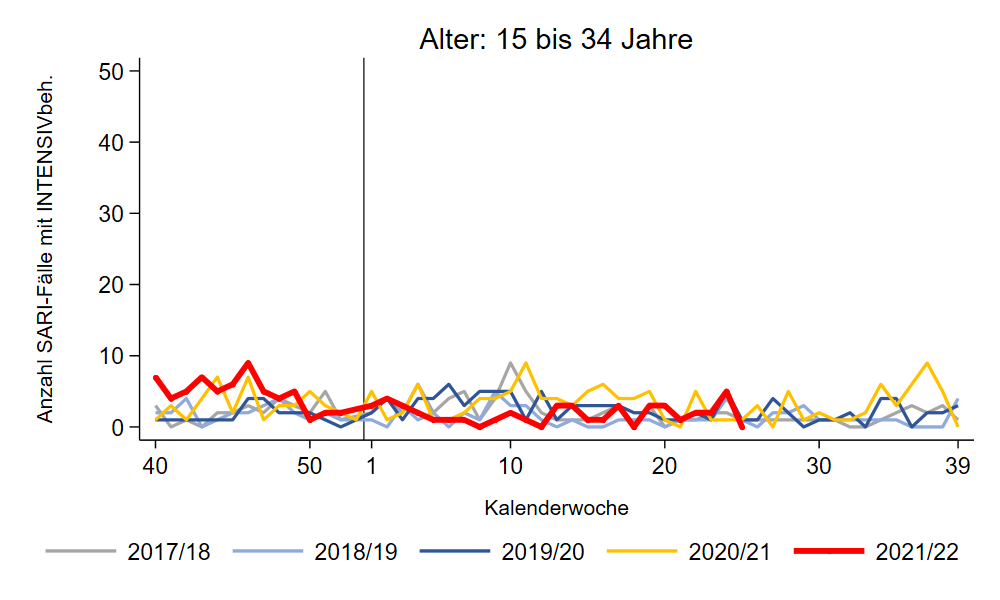 Alter: 15 bis 34 Jahre
Anzahl SARI-Fälle mit INTENSIVbeh.
50
40
30
20
10
0
40 50 1 10 20 30 39
Kalenderwoche
2017/18 2018/19 2019/20 2020/21 2021/22